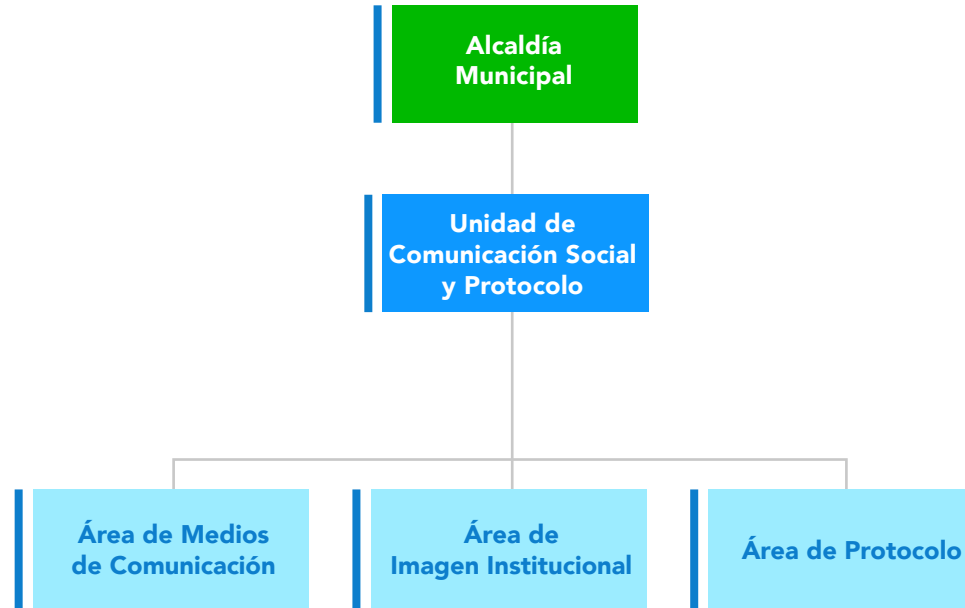 Alcaldía
Municipal
Unidad de
Comunicación Social
y Protocolo
Área de Medios
de Comunicación
Área de
Imagen Institucional
Área de Protocolo